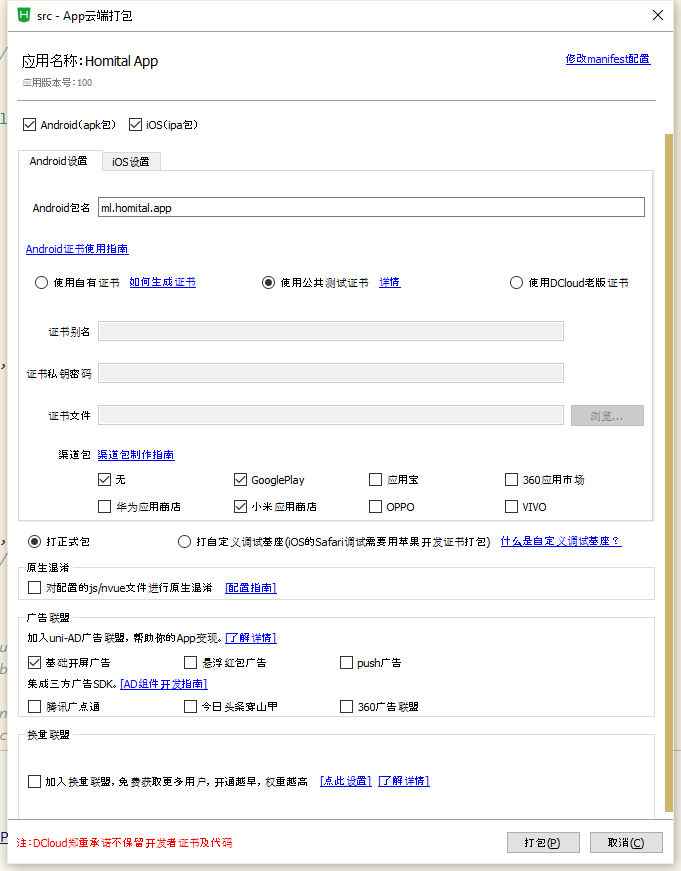 src - App云端打包
应用名称：Homital App
修改manifest配置
应用版本号：100
Android(apk包) iOS(ipa包)
Android设置 iOS设置
Android包名 ml.homital.app
Android证书使用指南
使用自有证书 如何生成证书 使用公共测试证书 详情 使用DCloud老版证书
证书别名
证书私钥密码
证书文件 浏览...
渠道包 渠道包制作指南
无 GooglePlay 应用宝 360应用市场
华为应用商店 小米应用商店 OPPO VIVO
打正式包 打自定义调试基座(iOS的Safari调试需要用苹果开发证书打包) 什么是自定义调试基座？
原生混淆
对配置的js/nvue文件进行原生混淆 [配置指南]
广告联盟
加入uni-AD广告联盟，帮助你的App变现。[了解详情]
基础开屏广告 悬浮红包广告 push广告
集成三方广告SDK。[AD组件开发指南]
腾讯广点通 今日头条穿山甲 360广告联盟
换量联盟
加入换量联盟，免费获取更多用户，开通越早，权重越高 [点此设置] [了解详情]
注：DCloud郑重承诺不保留开发者证书及代码
打包(P) 取消(C)